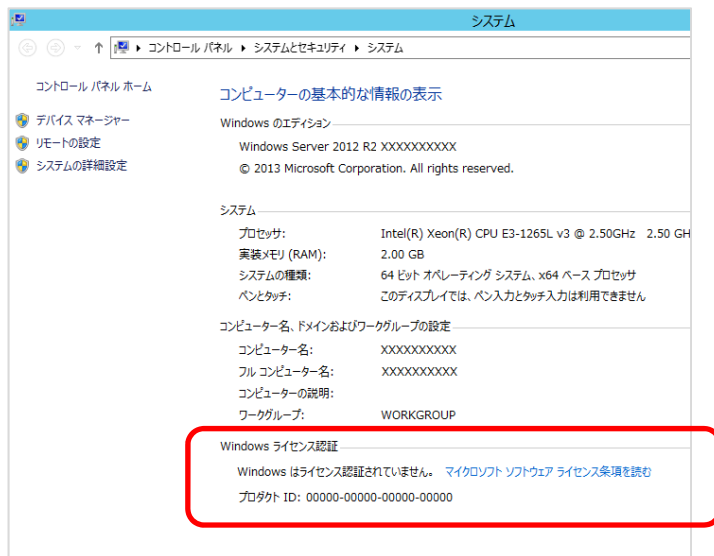 システム
コントロール パネル ▸ システムとセキュリティ ▸ システム
コントロール パネル ホーム
デバイス マネージャー
リモートの設定
システムの詳細設定
コンピューターの基本的な情報の表示
Windows のエディション
Windows Server 2012 R2 XXXXXXXXXX
© 2013 Microsoft Corporation. All rights reserved.
システム
プロセッサ: Intel(R) Xeon(R) CPU E3-1265L v3 @ 2.50GHz 2.50 GH
実装メモリ (RAM): 2.00 GB
システムの種類: 64 ビット オペレーティング システム、x64 ベース プロセッサ
ペンとタッチ: このディスプレイでは、ペン入力とタッチ入力は利用できません
コンピューター名、ドメインおよびワークグループの設定
コンピューター名: XXXXXXXXXX
フル コンピューター名: XXXXXXXXXX
コンピューターの説明:
ワークグループ: WORKGROUP
Windows ライセンス認証
Windows はライセンス認証されていません。 マイクロソフト ソフトウェア ライセンス条項を読む
プロダクト ID: 00000-00000-00000-00000